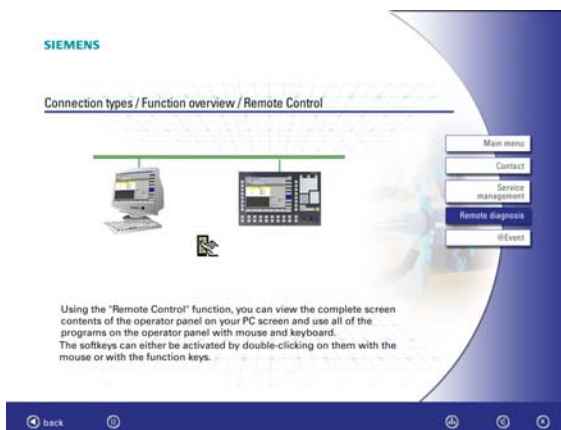 SIEMENS
Connection types / Function overview / Remote Control
Main menu
Contact
Service
management
Remote diagnosis
@Event
Using the "Remote Control" function, you can view the complete screen
contents of the operator panel on your PC screen and use all of the
programs on the operator panel with mouse and keyboard.
The softkeys can either be activated by double-clicking on them with the
mouse or with the function keys.
back